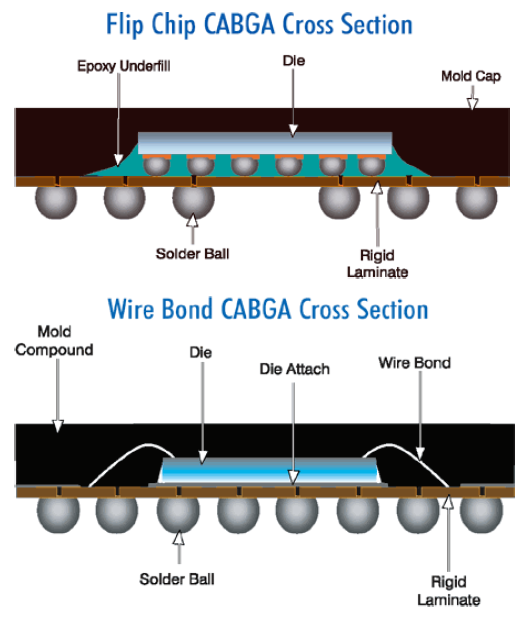 Flip Chip CABGA Cross Section
Epoxy Underfill
Die
Mold Cap
Solder Ball
Rigid
Laminate
Wire Bond CABGA Cross Section
Mold
Compound
Die
Die Attach
Wire Bond
Solder Ball
Rigid
Laminate